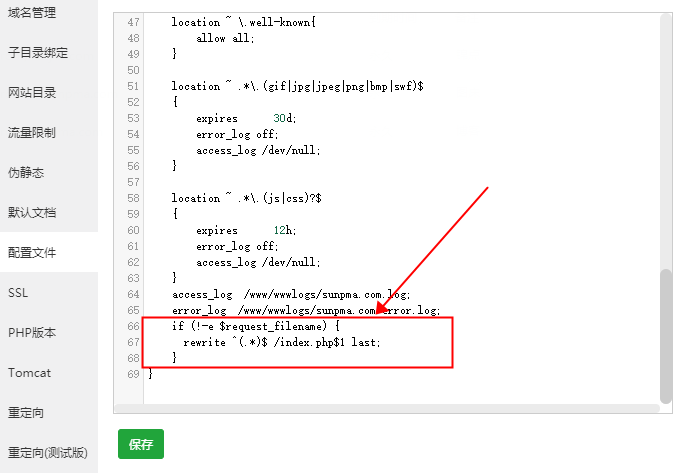 域名管理
子目录绑定
网站目录
流量限制
伪静态
默认文档
配置文件
SSL
PHP版本
Tomcat
重定向
重定向(测试版)
47 location ~ \.well-known{
48 allow all;
49 }
50
51 location ~ .*\.(gif|jpg|jpeg|png|bmp|swf)$
52 {
53 expires 30d;
54 error_log off;
55 access_log /dev/null;
56 }
57
58 location ~ .*\.(js|css)?$
59 {
60 expires 12h;
61 error_log off;
62 access_log /dev/null;
63 }
64 access_log /www/wwwlogs/sunpma.com.log;
65 error_log /www/wwwlogs/sunpma.com.error.log;
66 if (!-e $request_filename) {
67 rewrite ^(.*)$ /index.php$1 last;
68 }
69 }
保存